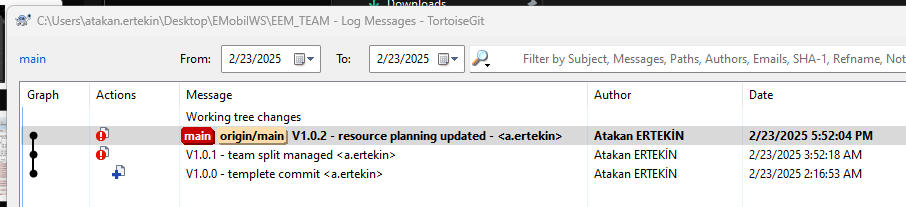 Downloads
C:\Users\atakan.ertekin\Desktop\EMobilWS\EEM_TEAM - Log Messages - TortoiseGit
main From: 2/23/2025 To: 2/23/2025 Filter by Subject, Messages, Paths, Authors, Emails, SHA-1, Refname, Not
Graph Actions Message Author Date
Working tree changes
main origin/main V1.0.2 - resource planning updated - <a.ertekin> Atakan ERTEKİN 2/23/2025 5:52:04 PM
V1.0.1 - team split managed <a.ertekin> Atakan ERTEKİN 2/23/2025 3:52:18 AM
V1.0.0 - templete commit <a.ertekin> Atakan ERTEKİN 2/23/2025 2:16:53 AM